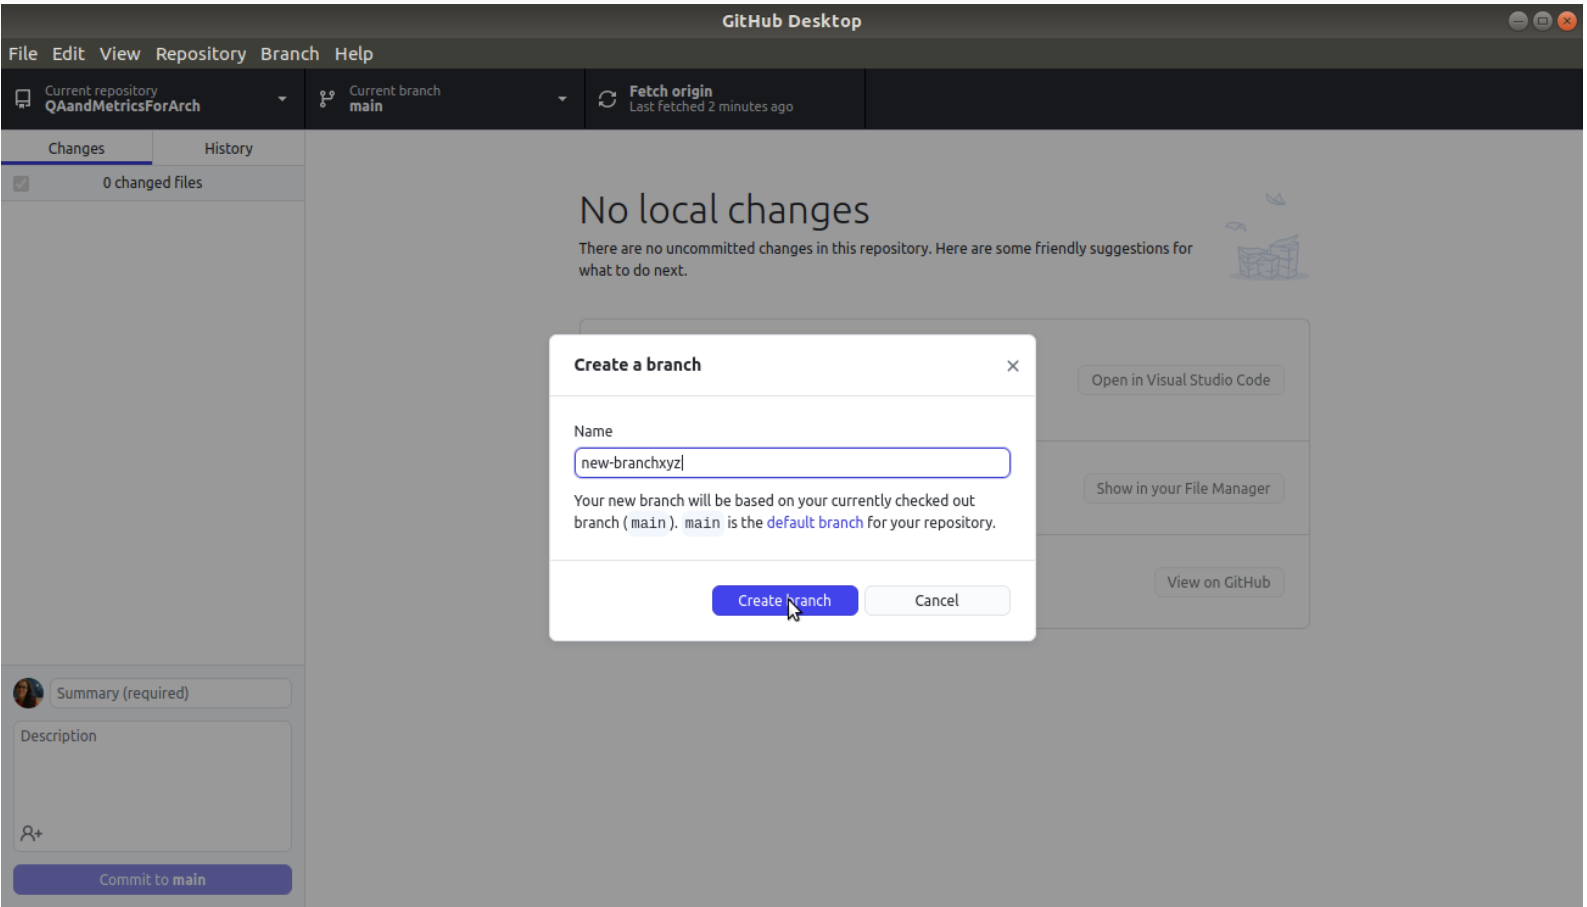 GitHub Desktop
File Edit View Repository Branch Help
Current repository
QAandMetricsForArch
Current branch
main
Fetch origin
Last fetched 2 minutes ago
Changes
History
0 changed files
No local changes
There are no uncommitted changes in this repository. Here are some friendly suggestions for
what to do next.
Open in Visual Studio Code
Show in your File Manager
View on GitHub
Create a branch
Name
new-branchxyz
Your new branch will be based on your currently checked out
branch (main). main is the default branch for your repository.
Create branch
Cancel
Summary (required)
Description
Commit to main